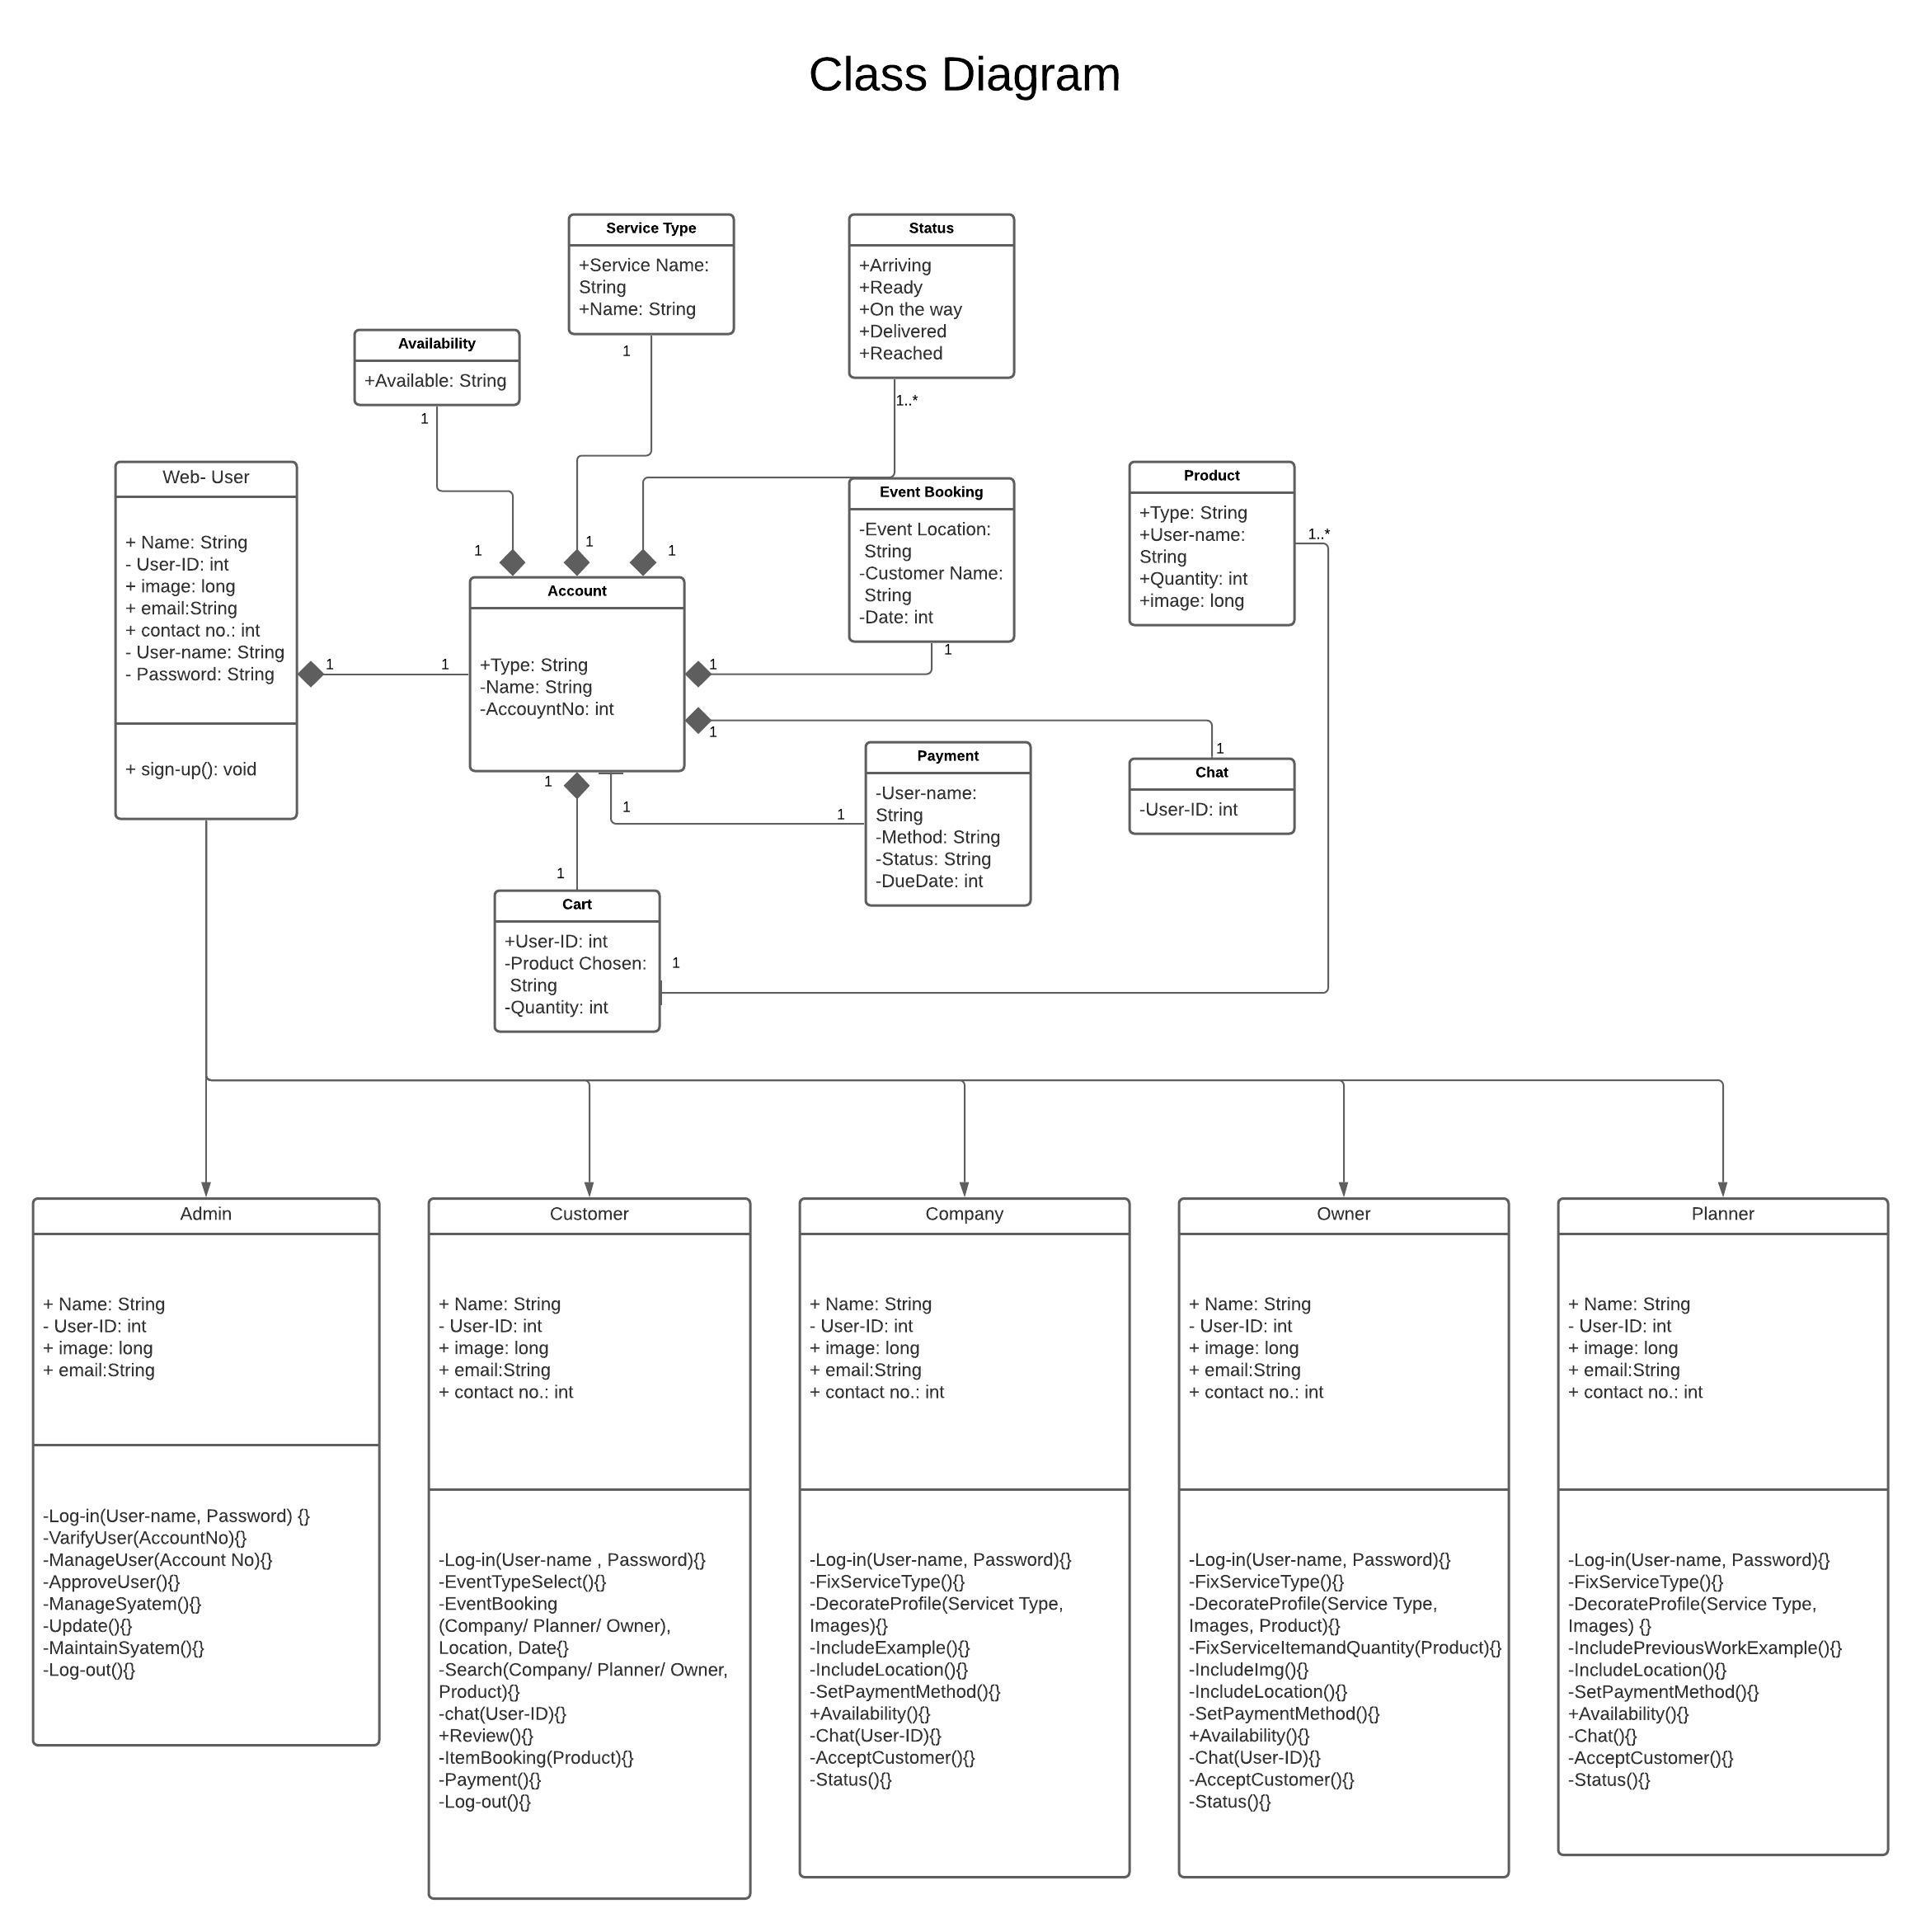 Class Diagram
Service Type
+Service Name:
String
+Name: String
1
Status
+Arriving
+Ready
+On the way
+Delivered
+Reached
1..*
Availability
+Available: String
1
Web- User
+ Name: String
- User-ID: int
+ image: long
+ email:String
+ contact no.: int
- User-name: String
- Password: String
+ sign-up(): void
1
1
1
1
1
Account
+Type: String
-Name: String
-AccouyntNo: int
Event Booking
-Event Location:
String
-Customer Name:
String
-Date: int
1
1
Product
+Type: String
+User-name:
String
+Quantity: int
+image: long
1..*
1
1
Chat
-User-ID: int
Payment
-User-name:
String
-Method: String
-Status: String
-DueDate: int
1
1
1
1
Cart
+User-ID: int
-Product Chosen:
String
-Quantity: int
1
Admin
+ Name: String
- User-ID: int
+ image: long
+ email:String
-Log-in(User-name, Password) {}
-VarifyUser(AccountNo){}
-ManageUser(Account No){}
-ApproveUser(){}
-ManageSyatem(){}
-Update(){}
-MaintainSyatem(){}
-Log-out(){}
Customer
+ Name: String
- User-ID: int
+ image: long
+ email:String
+ contact no.: int
-Log-in(User-name , Password){}
-EventTypeSelect(){}
-EventBooking
(Company/ Planner/ Owner),
Location, Date{}
-Search(Company/ Planner/ Owner,
Product){}
-chat(User-ID){}
+Review(){}
-ItemBooking(Product){}
-Payment(){}
-Log-out(){}
Company
+ Name: String
- User-ID: int
+ image: long
+ email:String
+ contact no.: int
-Log-in(User-name, Password){}
-FixServiceType(){}
-DecorateProfile(Servicet Type,
Images){}
-IncludeExample(){}
-IncludeLocation(){}
-SetPaymentMethod(){}
+Availability(){}
-Chat(User-ID){}
-AcceptCustomer(){}
-Status(){}
Owner
+ Name: String
- User-ID: int
+ image: long
+ email:String
+ contact no.: int
-Log-in(User-name, Password){}
-FixServiceType(){}
-DecorateProfile(Service Type,
Images, Product){}
-FixServiceItemandQuantity(Product){}
-IncludeImg(){}
-IncludeLocation(){}
-SetPaymentMethod(){}
+Availability(){}
-Chat(User-ID){}
-AcceptCustomer(){}
-Status(){}
Planner
+ Name: String
- User-ID: int
+ image: long
+ email:String
+ contact no.: int
-Log-in(User-name, Password){}
-FixServiceType(){}
-DecorateProfile(Service Type,
Images) {}
-IncludePreviousWorkExample(){}
-IncludeLocation(){}
-SetPaymentMethod(){}
+Availability(){}
-Chat(){}
-AcceptCustomer(){}
-Status(){}